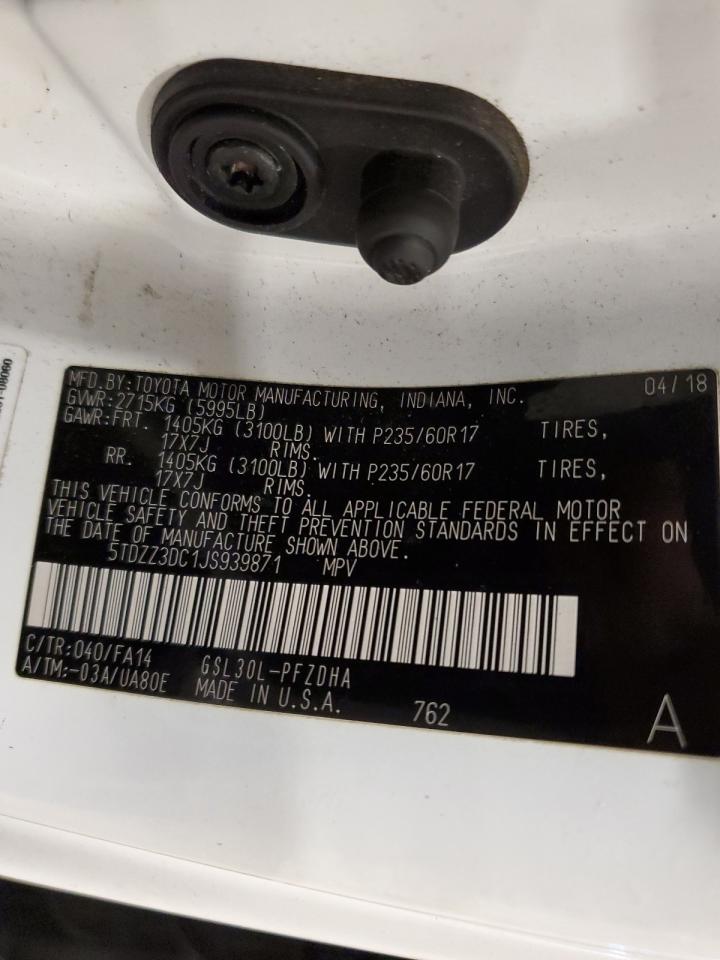 MFD.BY:TOYOTA MOTOR MANUFACTURING, INDIANA, INC. 04/18
GVWR:2715KG (5995LB)
GAWR:FRT. 1405KG (3100LB) WITH P235/60R17 TIRES,
17X7J RIMS.
RR. 1405KG (3100LB) WITH P235/60R17 TIRES,
17X7J RIMS.
THIS VEHICLE CONFORMS TO ALL APPLICABLE FEDERAL MOTOR
VEHICLE SAFETY AND THEFT PREVENTION STANDARDS IN EFFECT ON
THE DATE OF MANUFACTURE SHOWN ABOVE.
5TDZZ3DC1JS939871 MPV
C/TR:040/FA14 GSL30L-PFZDHA
A/TM:-03A/UA80E MADE IN U.S.A. 762 A